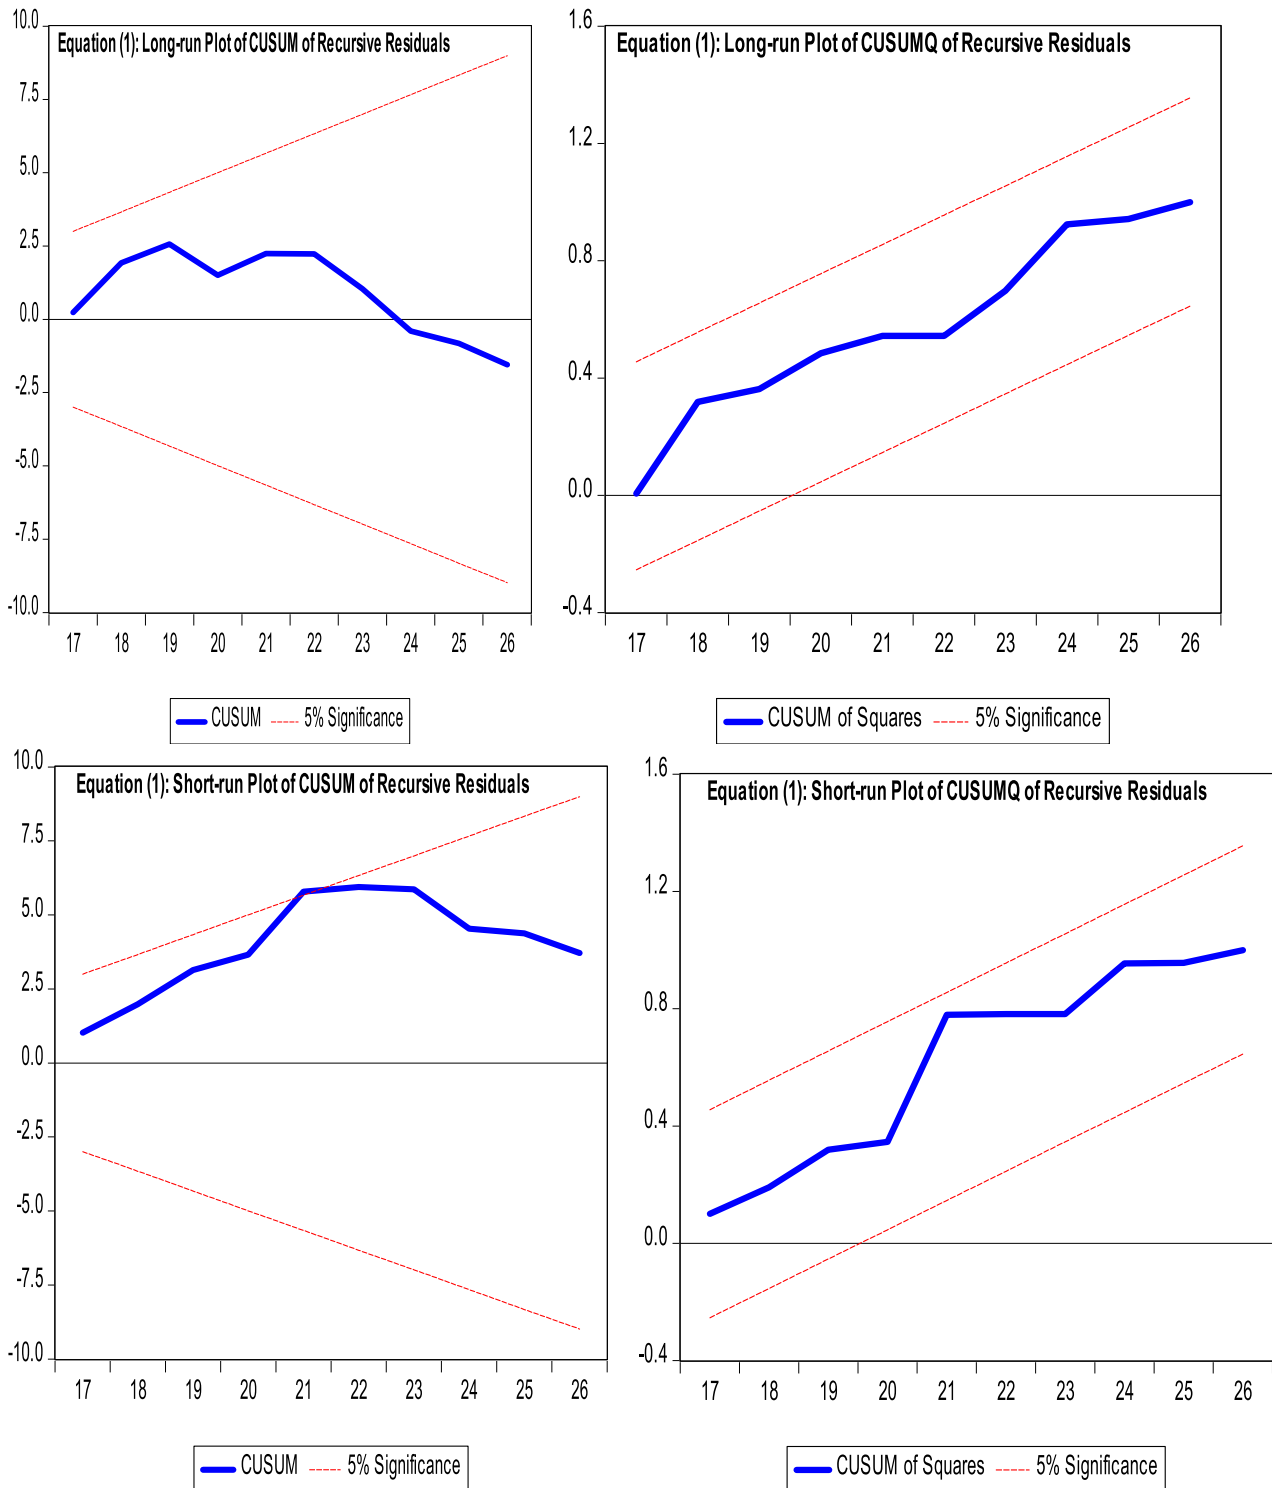 Equation (1): Long-run Plot of CUSUM of Recursive Residuals
10.0
7.5
5.0
2.5
0.0
-2.5
-5.0
-7.5
-10.0
17 18 19 20 21 22 23 24 25 26
CUSUM 5% Significance
Equation (1): Long-run Plot of CUSUMQ of Recursive Residuals
1.6
1.2
0.8
0.4
0.0
-0.4
17 18 19 20 21 22 23 24 25 26
CUSUM of Squares 5% Significance
Equation (1): Short-run Plot of CUSUM of Recursive Residuals
10.0
7.5
5.0
2.5
0.0
-2.5
-5.0
-7.5
-10.0
17 18 19 20 21 22 23 24 25 26
CUSUM 5% Significance
Equation (1): Short-run Plot of CUSUMQ of Recursive Residuals
1.6
1.2
0.8
0.4
0.0
-0.4
17 18 19 20 21 22 23 24 25 26
CUSUM of Squares 5% Significance